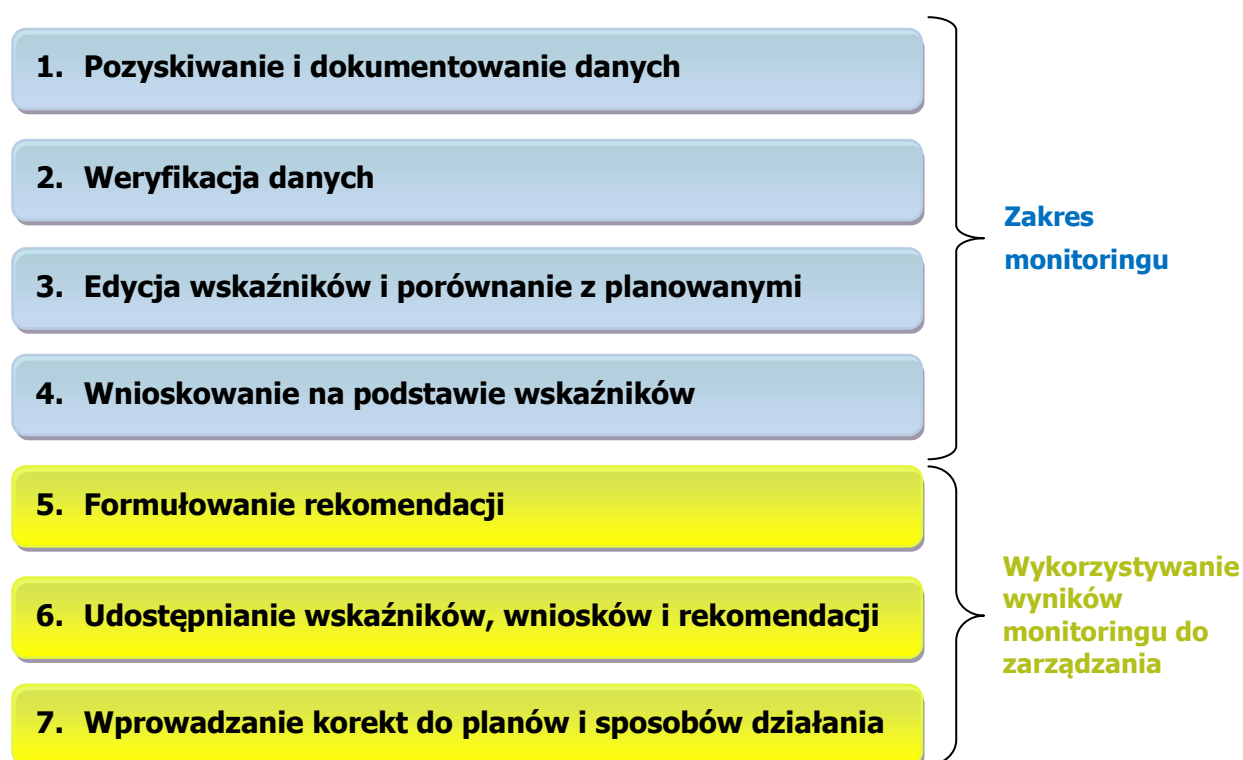 1. Pozyskiwanie i dokumentowanie danych
2. Weryfikacja danych
3. Edycja wskaźników i porównanie z planowanymi
4. Wnioskowanie na podstawie wskaźników
Zakres
monitoringu
5. Formułowanie rekomendacji
6. Udostępnianie wskaźników, wniosków i rekomendacji
7. Wprowadzanie korekt do planów i sposobów działania
Wykorzystywanie
wyników
monitoringu do
zarządzania